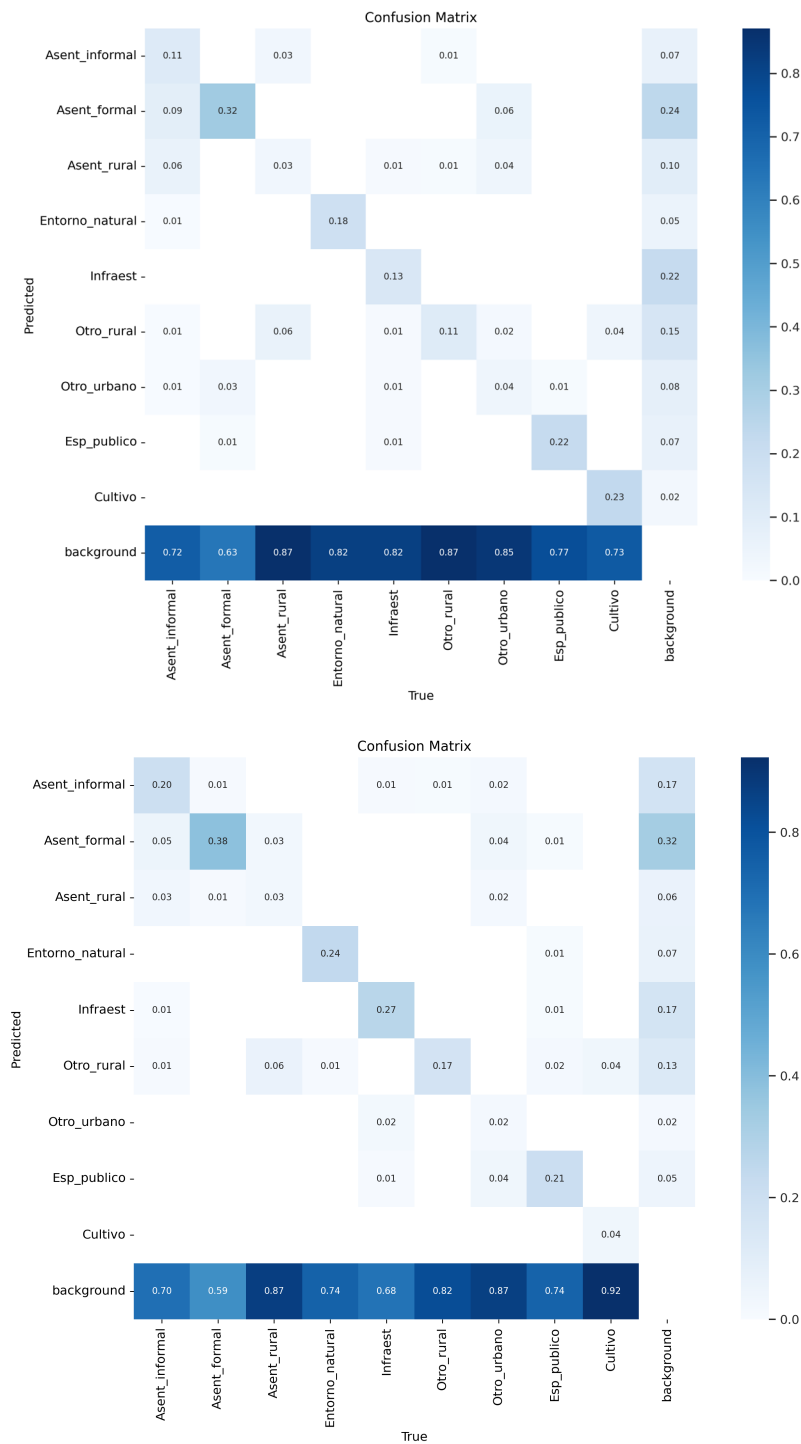 Confusion Matrix
Asent_informal 0.11 0.03 0.01 0.07
Asent_formal 0.09 0.32 0.06 0.24
Asent_rural 0.06 0.03 0.01 0.01 0.04 0.10
Entorno_natural 0.01 0.18 0.05
Infraest 0.13 0.22
Otro_rural 0.01 0.06 0.01 0.11 0.02 0.04 0.15
Otro_urbano 0.01 0.03 0.01 0.04 0.01 0.08
Esp_publico 0.01 0.01 0.22 0.07
Cultivo 0.23 0.02
background 0.72 0.63 0.87 0.82 0.82 0.87 0.85 0.77 0.73
Predicted
Asent_informal
Asent_formal
Asent_rural
Entorno_natural
Infraest
Otro_rural
Otro_urbano
Esp_publico
Cultivo
background
True
0.8
0.7
0.6
0.5
0.4
0.3
0.2
0.1
0.0
Confusion Matrix
Asent_informal 0.20 0.01 0.01 0.01 0.02 0.17
Asent_formal 0.05 0.38 0.03 0.04 0.01 0.32
Asent_rural 0.03 0.01 0.03 0.02 0.06
Entorno_natural 0.24 0.01 0.07
Infraest 0.01 0.27 0.01 0.17
Otro_rural 0.01 0.06 0.01 0.17 0.02 0.04 0.13
Otro_urbano 0.02 0.02 0.02
Esp_publico 0.01 0.04 0.21 0.05
Cultivo 0.04
background 0.70 0.59 0.87 0.74 0.68 0.82 0.87 0.74 0.92
Predicted
Asent_informal
Asent_formal
Asent_rural
Entorno_natural
Infraest
Otro_rural
Otro_urbano
Esp_publico
Cultivo
background
True
0.8
0.6
0.4
0.2
0.0